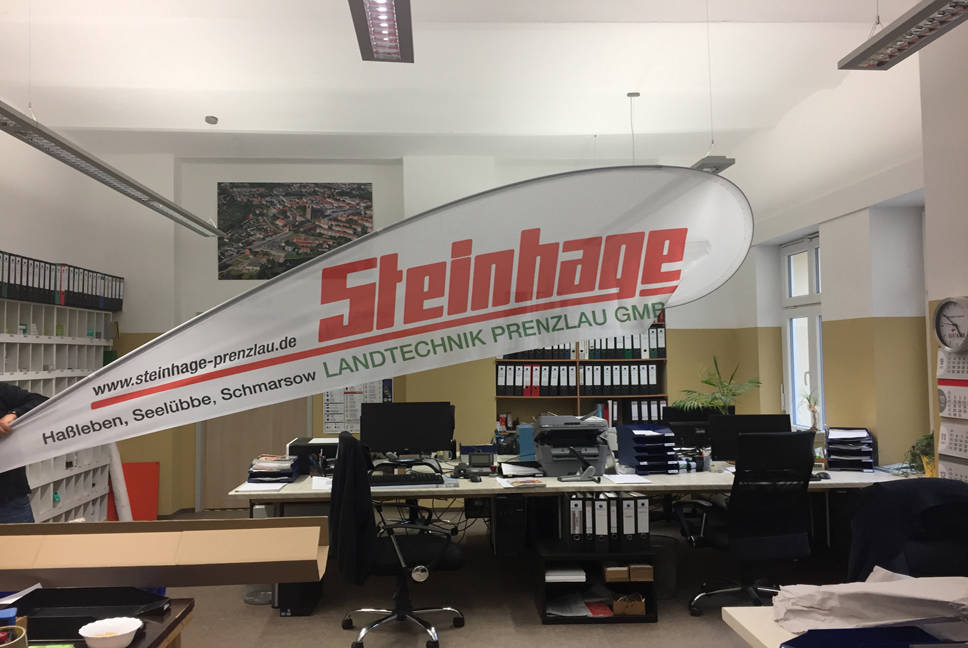 Steinhage
LANDTECHNIK PRENZLAU GMB
www.steinhage-prenzlau.de
Haßleben, Seelübbe, Schmarsow